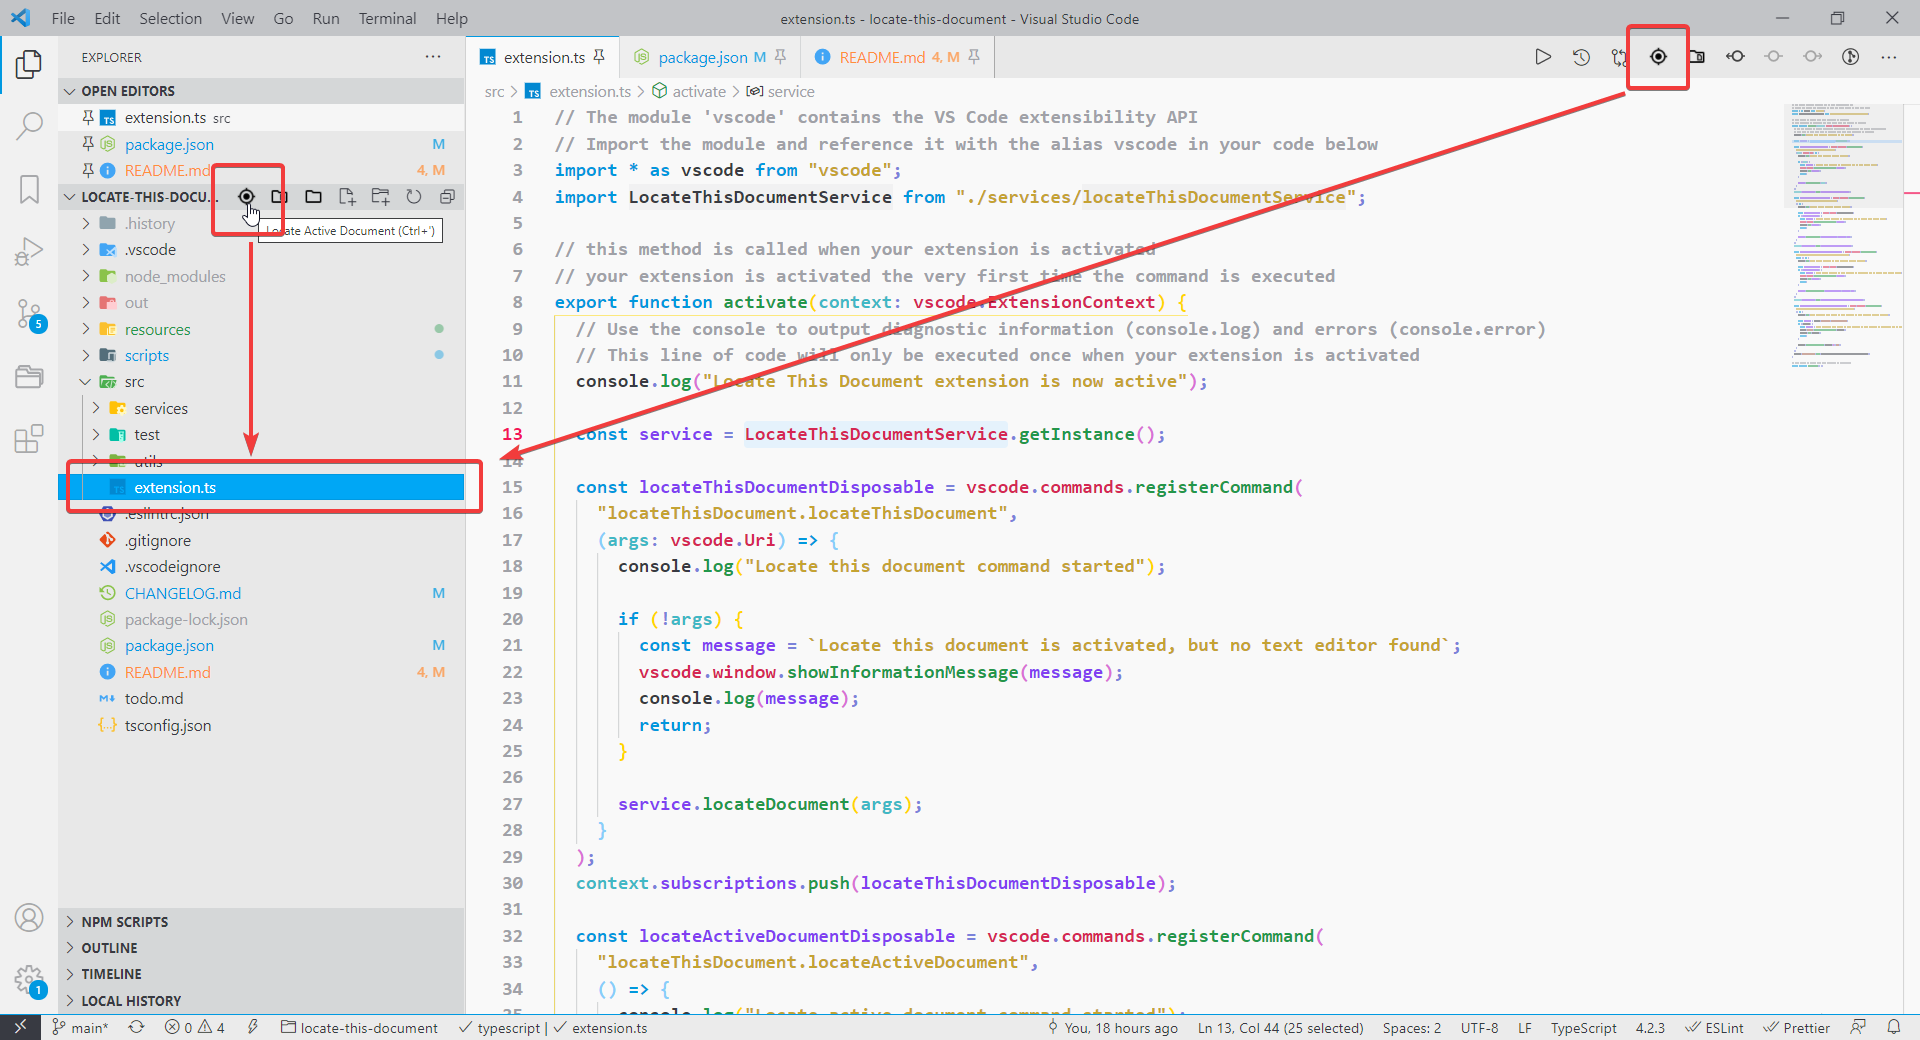 File Edit Selection View Go Run Terminal Help
extension.ts - locate-this-document - Visual Studio Code
EXPLORER
OPEN EDITORS
extension.ts src
package.json M
README.md 4, M
LOCATE-THIS-DOCU...
Locate Active Document (Ctrl+')
.history
.vscode
node_modules
out
resources
scripts
src
services
test
utils
extension.ts
.eslintrc.json
.gitignore
.vscodeignore
CHANGELOG.md M
package-lock.json
package.json M
README.md 4, M
todo.md
tsconfig.json
NPM SCRIPTS
OUTLINE
TIMELINE
LOCAL HISTORY
5
1
extension.ts
package.json M
README.md 4, M
src > extension.ts > activate > service
1 // The module 'vscode' contains the VS Code extensibility API
2 // Import the module and reference it with the alias vscode in your code below
3 import * as vscode from "vscode";
4 import LocateThisDocumentService from "./services/locateThisDocumentService";
5
6 // this method is called when your extension is activated
7 // your extension is activated the very first time the command is executed
8 export function activate(context: vscode.ExtensionContext) {
9 // Use the console to output diagnostic information (console.log) and errors (console.error)
10 // This line of code will only be executed once when your extension is activated
11 console.log("Locate This Document extension is now active");
12
13 const service = LocateThisDocumentService.getInstance();
14
15 const locateThisDocumentDisposable = vscode.commands.registerCommand(
16 "locateThisDocument.locateThisDocument",
17 (args: vscode.Uri) => {
18 console.log("Locate this document command started");
19
20 if (!args) {
21 const message = `Locate this document is activated, but no text editor found`;
22 vscode.window.showInformationMessage(message);
23 console.log(message);
24 return;
25 }
26
27 service.locateDocument(args);
28 }
29 );
30 context.subscriptions.push(locateThisDocumentDisposable);
31
32 const locateActiveDocumentDisposable = vscode.commands.registerCommand(
33 "locateThisDocument.locateActiveDocument",
34 () => {
35 console.log("Locate active document command started");
main* 0 4 locate-this-document typescript | extension.ts You, 18 hours ago Ln 13, Col 44 (25 selected) Spaces: 2 UTF-8 LF TypeScript 4.2.3 ESLint Prettier